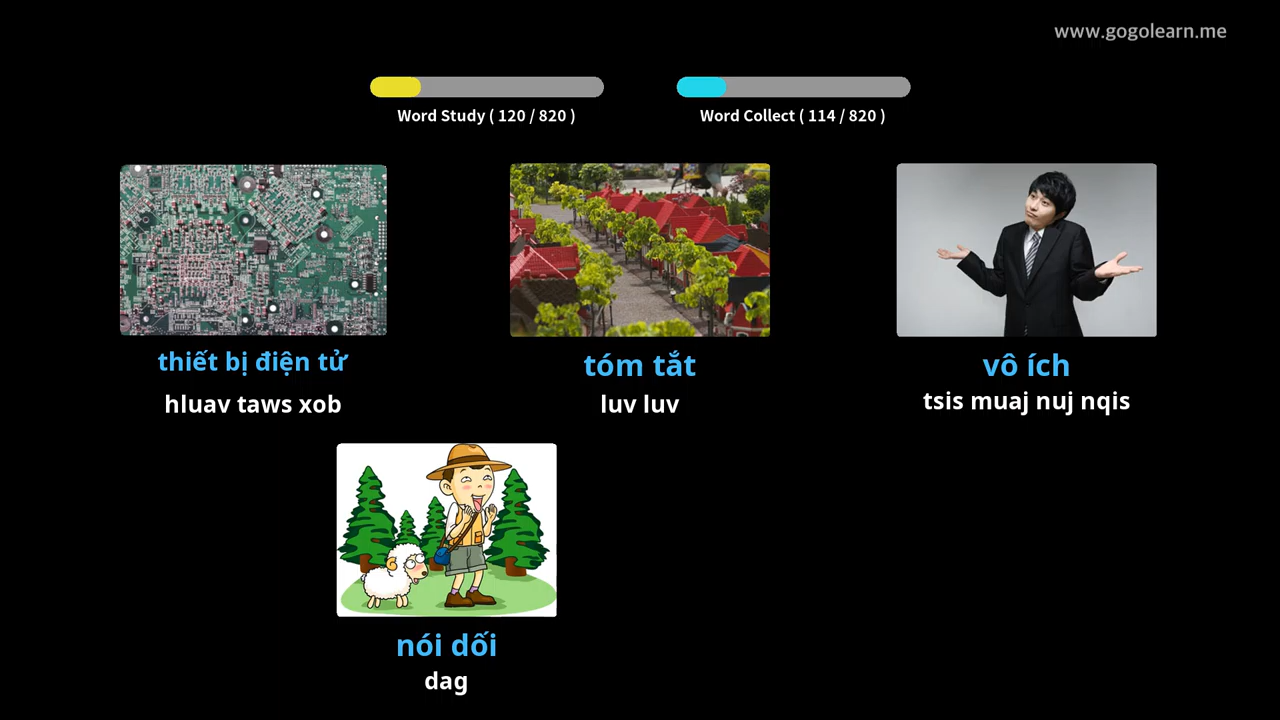 www.gogolearn.me
Word Study ( 120 / 820 )
Word Collect ( 114 / 820 )
thiết bị điện tử
hluav taws xob
tóm tắt
luv luv
vô ích
tsis muaj nuj nqis
nói dối
dag